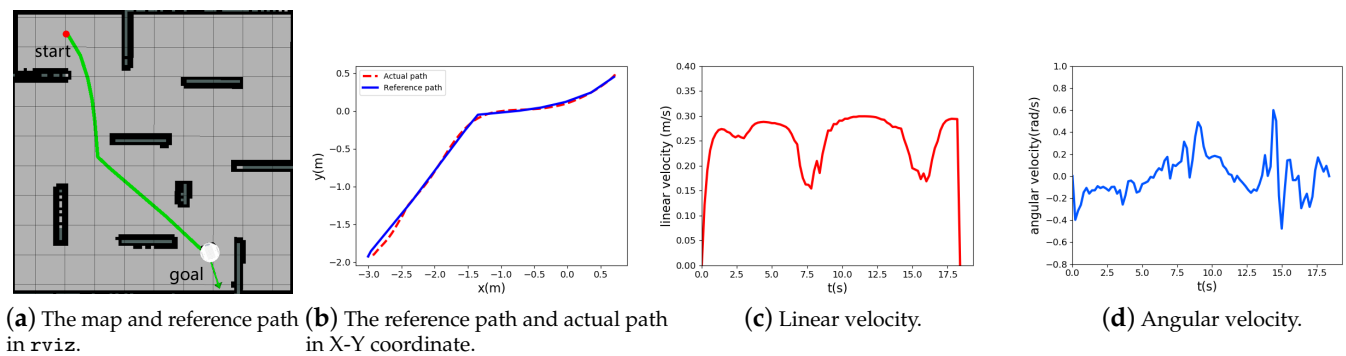 start
goal
Actual path
Reference path
0.5
0.0
−0.5
−1.0
−1.5
−2.0
y(m)
−3.0 −2.5 −2.0 −1.5 −1.0 −0.5 0.0 0.5
x(m)
0.40
0.35
0.30
0.25
0.20
0.15
0.10
0.05
0.00
linear velocity (m/s)
0.0 2.5 5.0 7.5 10.0 12.5 15.0 17.5
t(s)
1.0
0.8
0.6
0.4
0.2
0.0
−0.2
−0.4
−0.6
−0.8
angular velocity(rad/s)
0.0 2.5 5.0 7.5 10.0 12.5 15.0 17.5
t(s)
(a) The map and reference path
in rviz.
(b) The reference path and actual path
in X-Y coordinate.
(c) Linear velocity.
(d) Angular velocity.